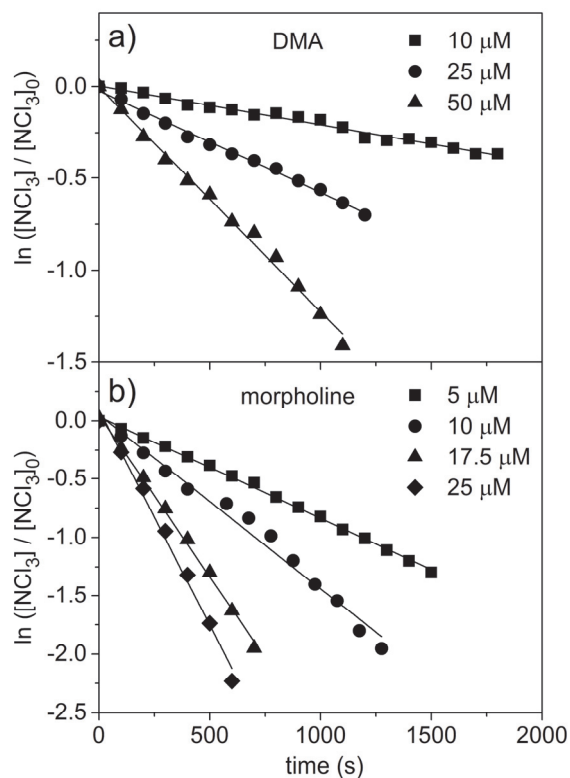 a)
DMA
10 μM
25 μM
50 μM
0.0
-0.5
-1.0
-1.5
ln ([NCl₃] / [NCl₃]₀)
b)
morpholine
5 μM
10 μM
17.5 μM
25 μM
0.0
-0.5
-1.0
-1.5
-2.0
-2.5
ln ([NCl₃] / [NCl₃]₀)
0 500 1000 1500 2000
time (s)